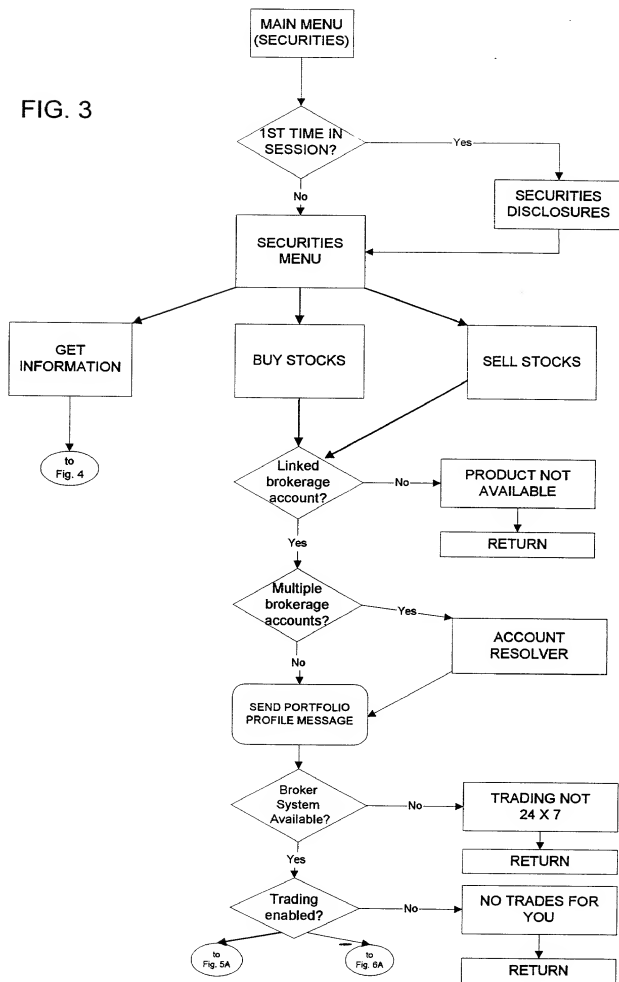 MAIN MENU
(SECURITIES)
FIG. 3
1ST TIME IN
SESSION?
Yes
No
SECURITIES
DISCLOSURES
SECURITIES
MENU
GET
INFORMATION
BUY STOCKS
SELL STOCKS
to
Fig. 4
Linked
brokerage
account?
No
PRODUCT NOT
AVAILABLE
RETURN
Yes
Multiple
brokerage
accounts?
Yes
ACCOUNT
RESOLVER
No
SEND PORTFOLIO
PROFILE MESSAGE
Broker
System
Available?
No
TRADING NOT
24 X 7
RETURN
Yes
Trading
enabled?
No
NO TRADES FOR
YOU
RETURN
to
Fig. 5A
to
Fig. 6A